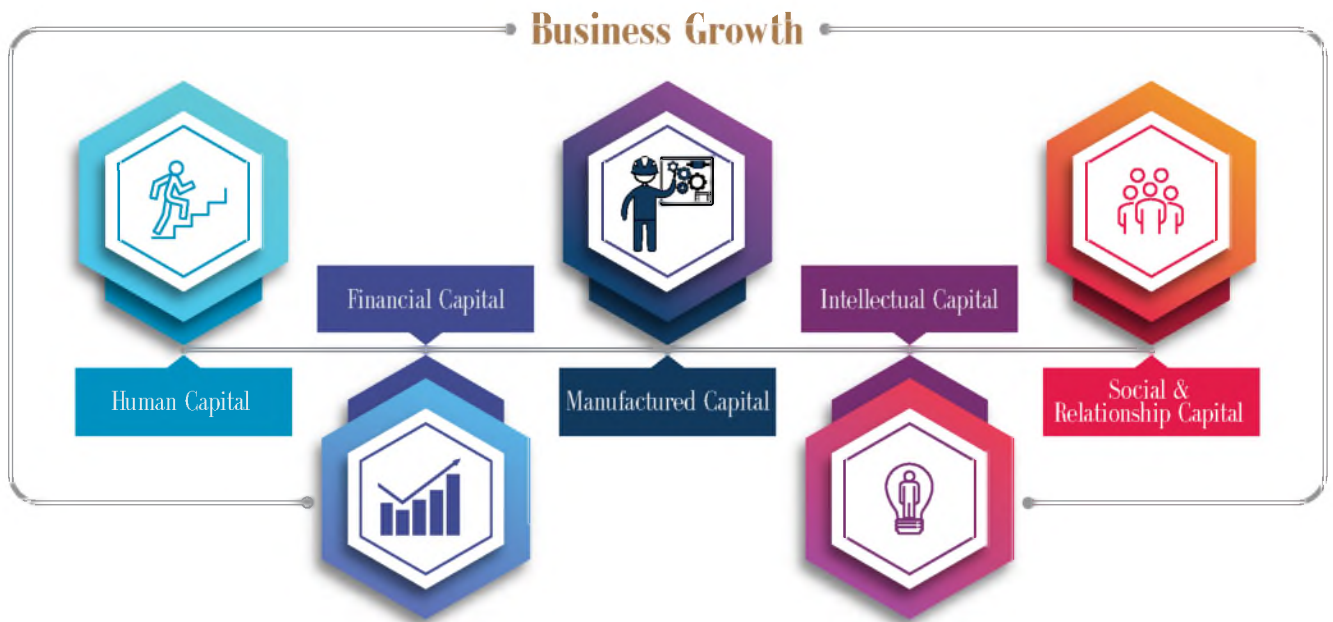 Business Growth
Financial Capital
Intellectual Capital
Human Capital
Manufactured Capital
Social &
Relationship Capital